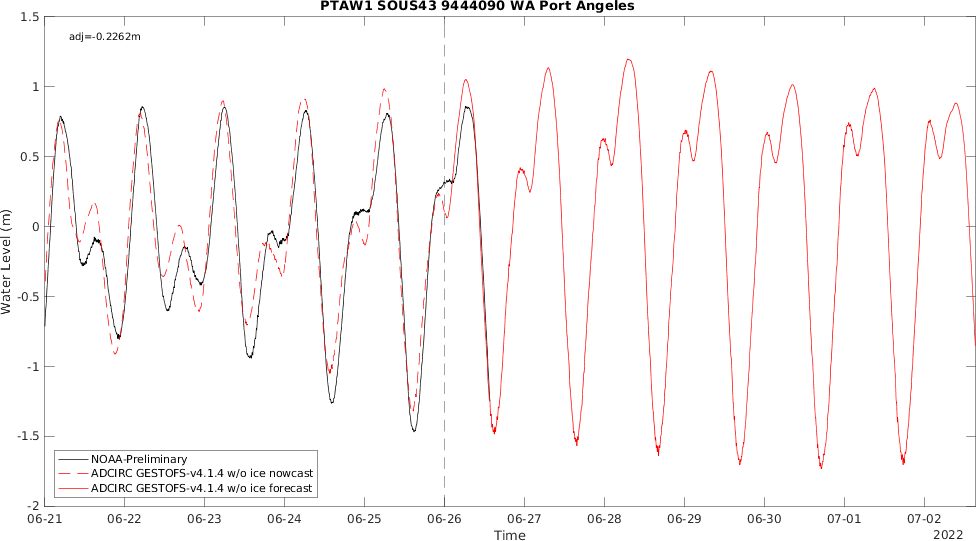 PTAW1 SOUS43 9444090 WA Port Angeles
adj=-0.2262m
Water Level (m)
1.5
1
0.5
0
-0.5
-1
-1.5
-2
NOAA-Preliminary
ADCIRC GESTOFS-v4.1.4 w/o ice nowcast
ADCIRC GESTOFS-v4.1.4 w/o ice forecast
06-21 06-22 06-23 06-24 06-25 06-26 06-27 06-28 06-29 06-30 07-01 07-02
Time
2022